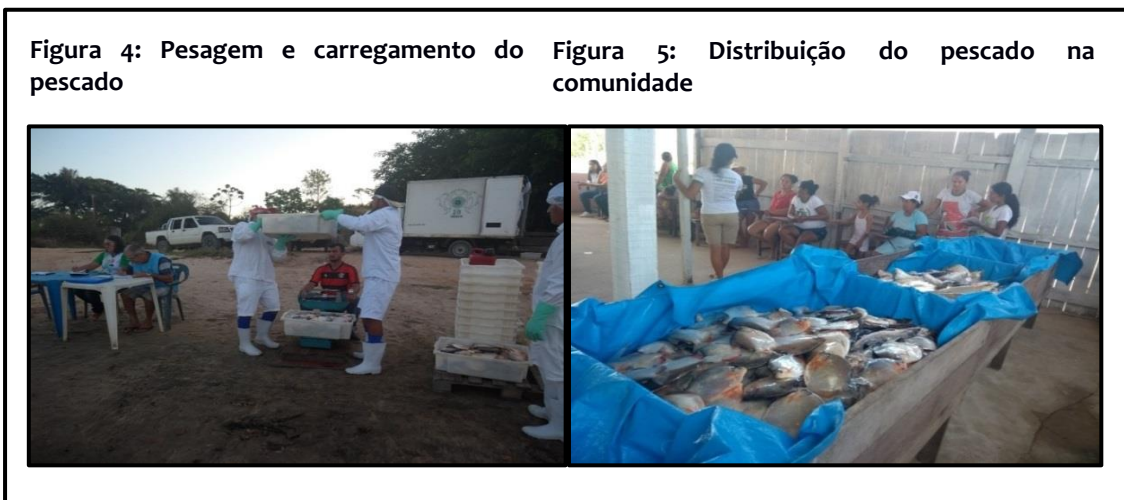 Figura 4: Pesagem e carregamento do
pescado
Figura 5: Distribuição do pescado na
comunidade